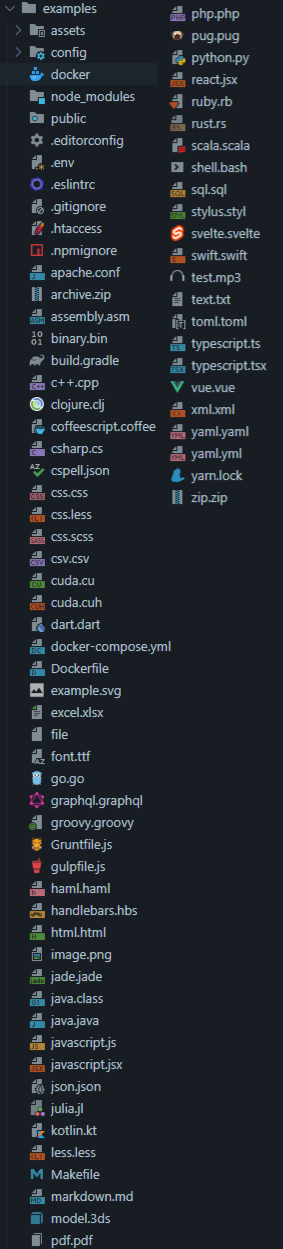 examples
assets
config
docker
node_modules
public
.editorconfig
.env
.eslintrc
.gitignore
.htaccess
.npmignore
apache.conf
archive.zip
assembly.asm
binary.bin
build.gradle
c++.cpp
clojure.clj
coffeescript.coffee
csharp.cs
cspell.json
css.css
css.less
css.scss
csv.csv
cuda.cu
cuda.cuh
dart.dart
docker-compose.yml
Dockerfile
example.svg
excel.xlsx
file
font.ttf
go.go
graphql.graphql
groovy.groovy
Gruntfile.js
gulpfile.js
haml.haml
handlebars.hbs
html.html
image.png
jade.jade
java.class
java.java
javascript.js
javascript.jsx
json.json
julia.jl
kotlin.kt
less.less
Makefile
markdown.md
model.3ds
pdf.pdf
php.php
pug.pug
python.py
react.jsx
ruby.rb
rust.rs
scala.scala
shell.bash
sql.sql
stylus.styl
svelte.svelte
swift.swift
test.mp3
text.txt
toml.toml
typescript.ts
typescript.tsx
vue.vue
xml.xml
yaml.yaml
yaml.yml
yarn.lock
zip.zip